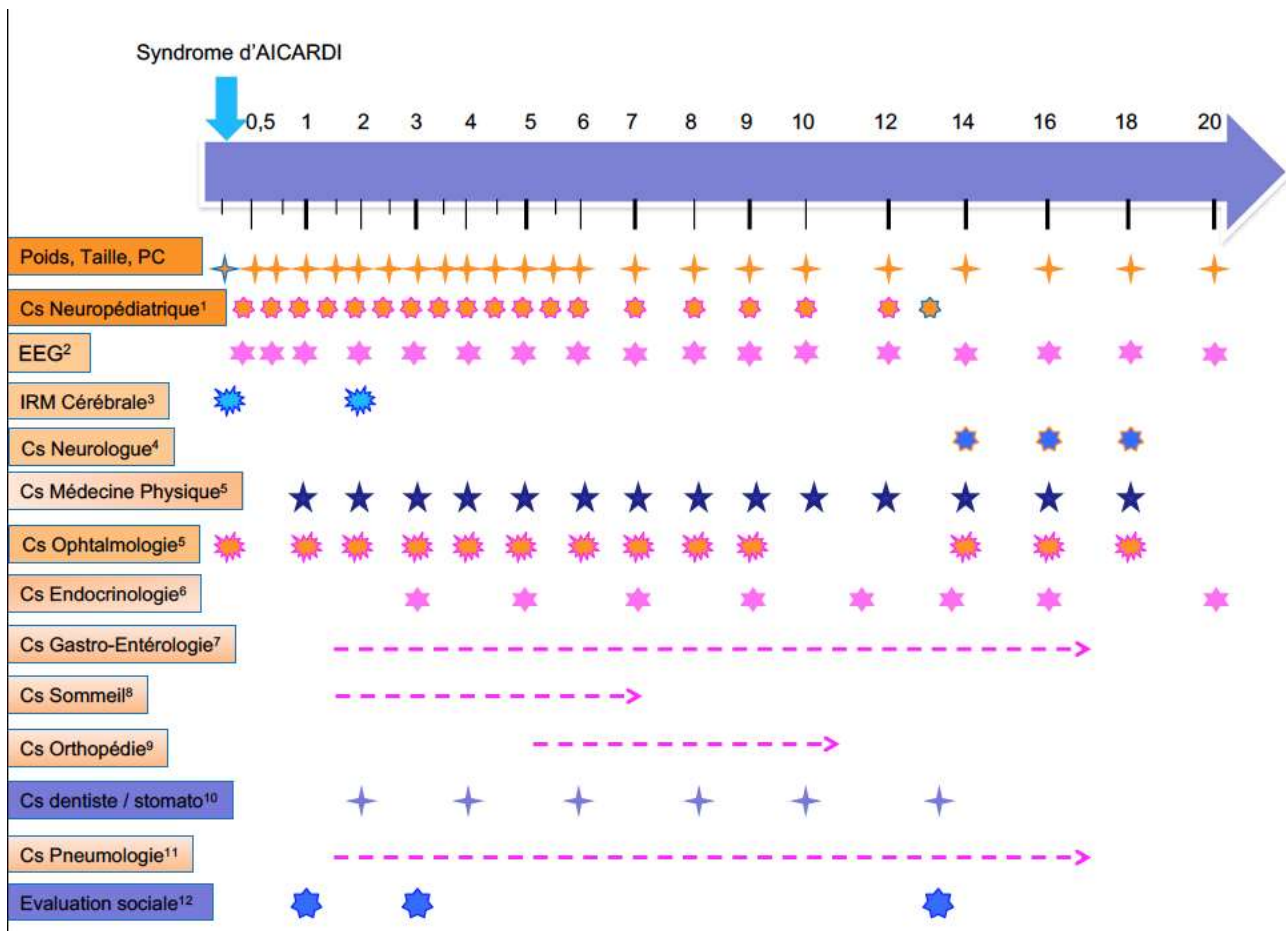 Syndrome d'AICARDI
0,5 1 2 3 4 5 6 7 8 9 10 12 14 16 18 20
Poids, Taille, PC
Cs Neuropédiatrique¹
EEG²
IRM Cérébrale³
Cs Neurologue⁴
Cs Médecine Physique⁵
Cs Ophtalmologie⁵
Cs Endocrinologie⁶
Cs Gastro-Entérologie⁷
Cs Sommeil⁸
Cs Orthopédie⁹
Cs dentiste / stomato¹⁰
Cs Pneumologie¹¹
Evaluation sociale¹²